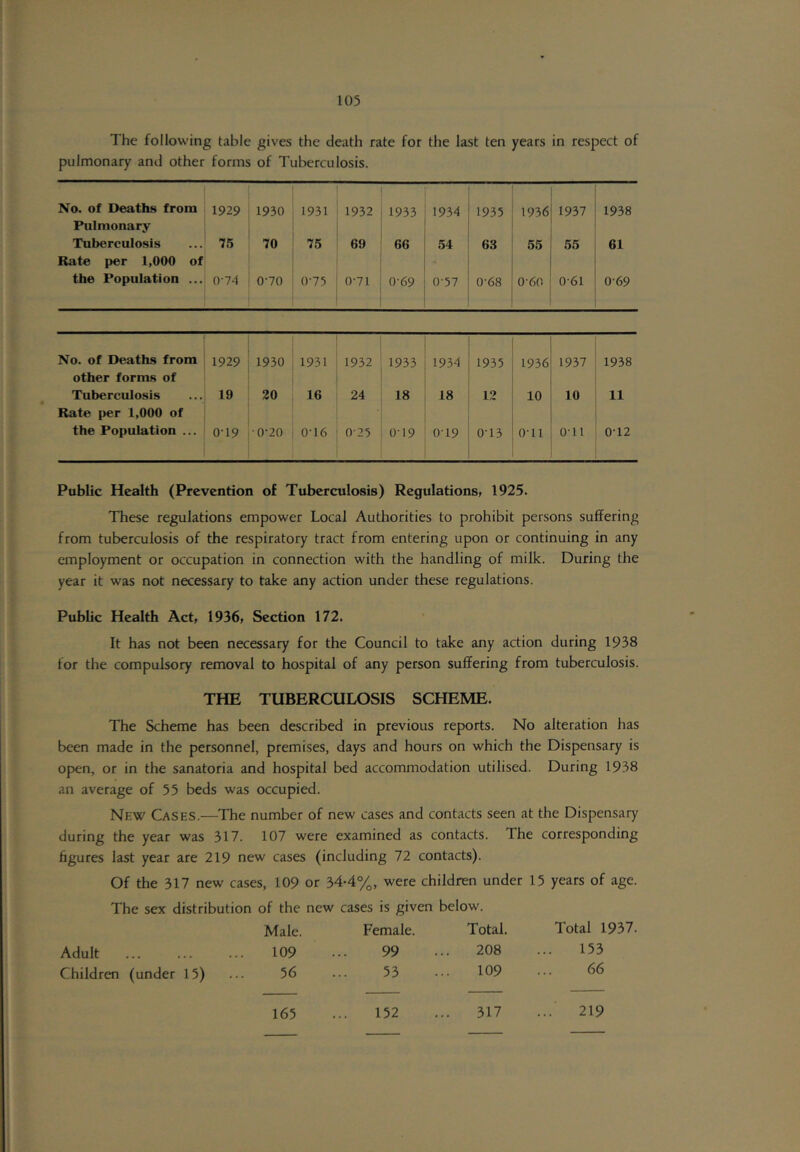 105
The following table gives the death rate for the last ten years in respect of
pulmonary and other forms of Tuberculosis.
No. of Deaths from 1929 1930 1931 1932 1933 1934 1935 1936 1937 1938
Pulmonary
Tuberculosis ... 75 70 75 69 66 54 63 55 55 61
Rate per 1,000 of
the Population ... 0·74 0·70 0·75 0·71 0·69 0·57 0·68 0·60 0·61 0·69
No. of Deaths from 1929 1930 1931 1932 1933 1934 1935 1936 1937 1938
other forms of
Tuberculosis ... 19 20 16 24 18 18 12 10 10 11
Rate per 1,000 of
the Population ... 0·19 0·20 0·16 0·25 0·19 0·19 0·13 0·11 0·11 0·12
Public Health (Prevention of Tuberculosis) Regulations, 1925.
These regulations empower Local Authorities to prohibit persons suffering
from tuberculosis of the respiratory tract from entering upon or continuing in any
employment or occupation in connection with the handling of milk. During the
year it was not necessary to take any action under these regulations.
Public Health Act, 1936, Section 172.
It has not been necessary for the Council to take any action during 1938
for the compulsory removal to hospital of any person suffering from tuberculosis.
THE TUBERCULOSIS SCHEME.
The Scheme has been described in previous reports. No alteration has
been made in the personnel, premises, days and hours on which the Dispensary is
open, or in the sanatoria and hospital bed accommodation utilised. During 1938
an average of 55 beds was occupied.
NEW CASES.—The number of new cases and contacts seen at the Dispensary
during the year was 317. 107 were examined as contacts. The corresponding
figures last year are 219 new cases (including 72 contacts).
Of the 317 new cases, 109 or 34·4%, were children under 15 years of age.
The sex distribution of the new cases is given below.
Male. Female. Total. Total 1937.
Adult ... ... ... 109 ... 99 ... 208 ... 153
Children (under 15) ... 56 ... 53 ... 109 ... 66
165 ... 152 ... 317 ... 219